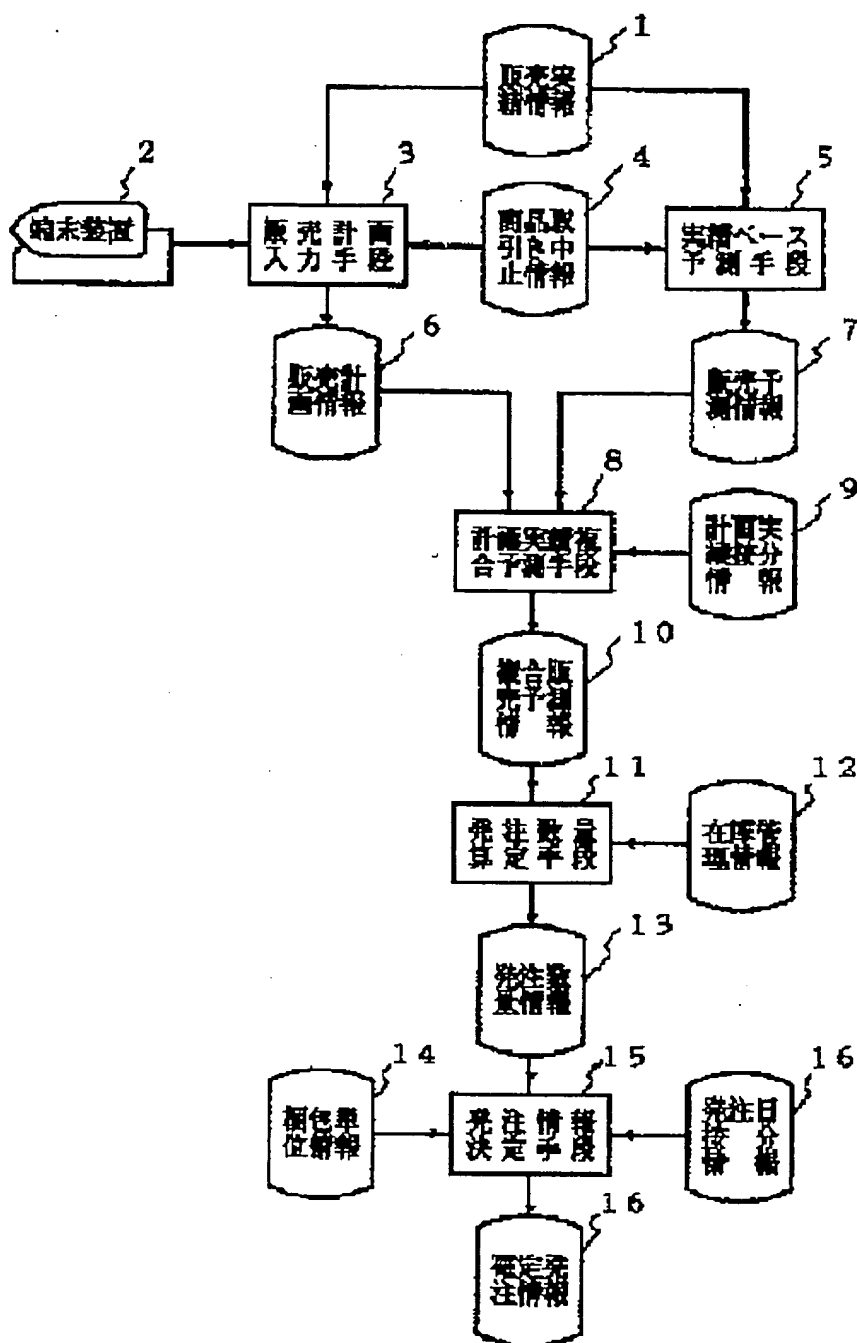 1
販売実
績情報
2
端末装置
3
販売計画
入力手段
4
商品取
引中
止情報
5
実績ベース
予測手段
6
販売計
画情報
7
販売予
測情報
8
計画実績複
合予測手段
9
計画実
績按分
情報
10
複合販
売予測
情報
11
発注数量
算定手段
12
在庫管
理情報
13
発注数
量情報
14
梱包単
位情報
15
発注情報
決定手段
16
発注日
按分
情報
16
確定発
注情報